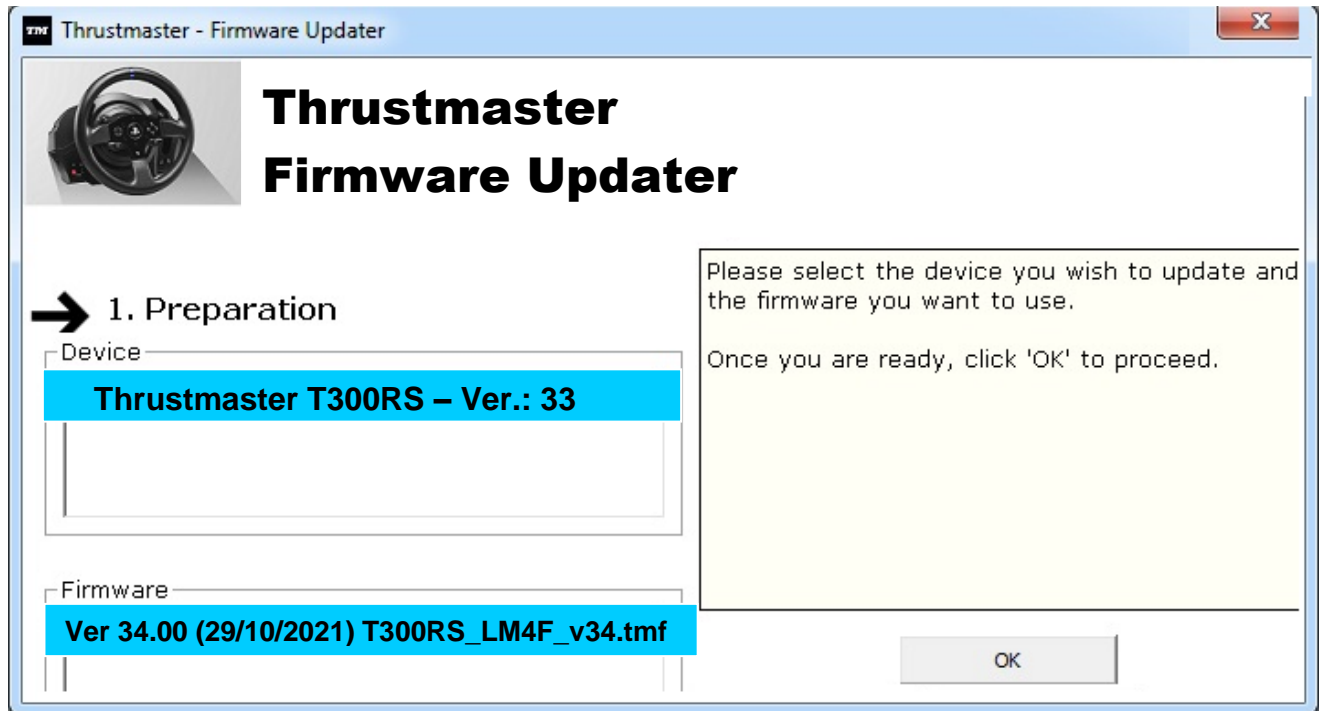 TM Thrustmaster - Firmware Updater
x
Thrustmaster
Firmware Updater
1. Preparation
Device
Thrustmaster T300RS – Ver.: 33
Firmware
Ver 34.00 (29/10/2021) T300RS_LM4F_v34.tmf
Please select the device you wish to update and
the firmware you want to use.
Once you are ready, click 'OK' to proceed.
OK